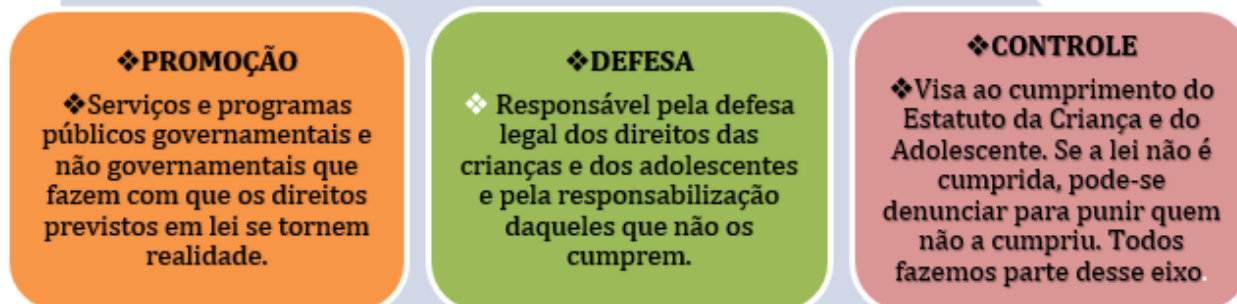 ❖PROMOÇÃO
❖Serviços e programas
públicos governamentais e
não governamentais que
fazem com que os direitos
previstos em lei se tornem
realidade.
❖DEFESA
❖ Responsável pela defesa
legal dos direitos das
crianças e dos adolescentes
e pela responsabilização
daqueles que não os
cumprem.
❖CONTROLE
❖Visa ao cumprimento do
Estatuto da Criança e do
Adolescente. Se a lei não é
cumprida, pode-se
denunciar para punir quem
não a cumpriu. Todos
fazemos parte desse eixo.